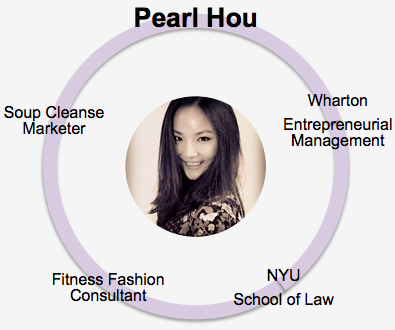 Pearl Hou
Soup Cleanse
Marketer
Wharton
Entrepreneurial
Management
Fitness Fashion
Consultant
NYU
School of Law